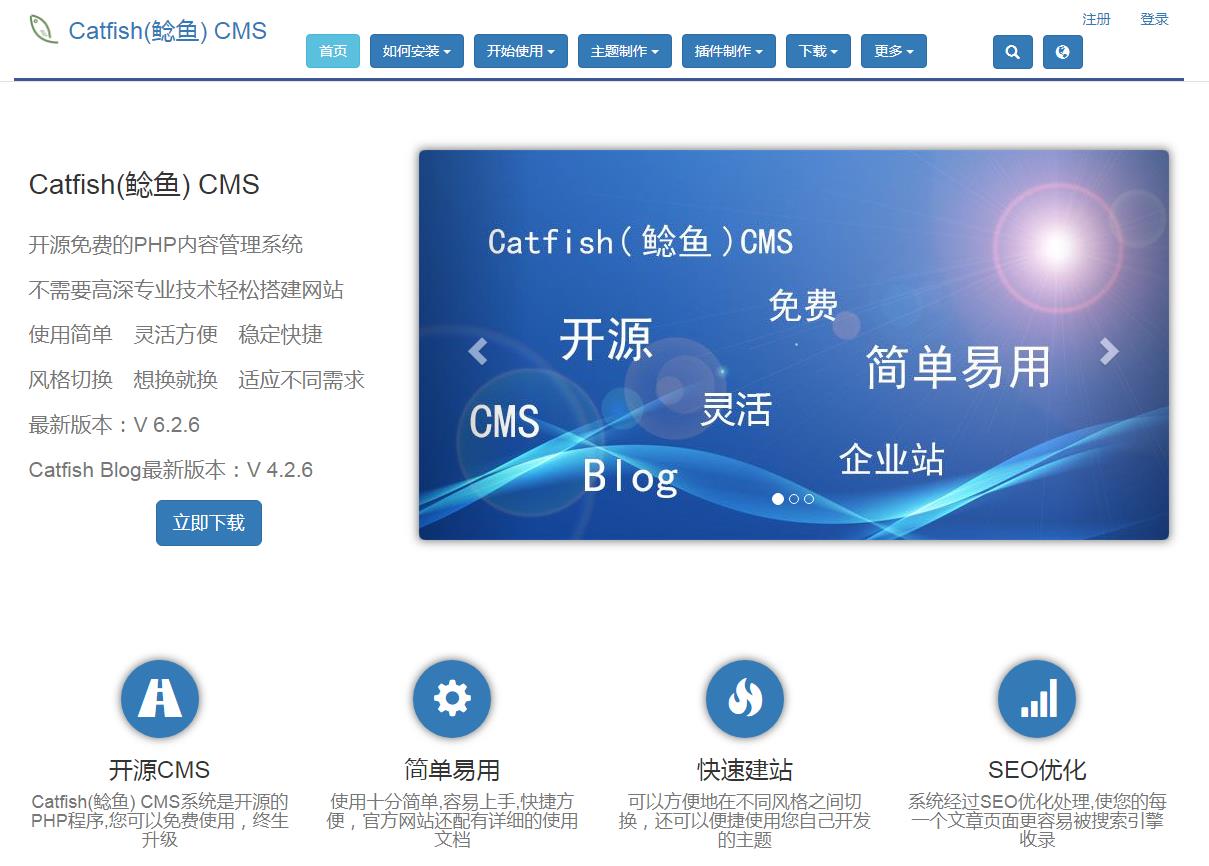 注册 登录
Catfish(鲶鱼) CMS
首页 如何安装 开始使用 主题制作 插件制作 下载 更多
Catfish(鲶鱼) CMS
开源免费的PHP内容管理系统
不需要高深专业技术轻松搭建网站
使用简单 灵活方便 稳定快捷
风格切换 想换就换 适应不同需求
最新版本：V 6.2.6
Catfish Blog最新版本：V 4.2.6
立即下载
Catfish(鲶鱼)CMS
免费
开源
简单易用
灵活
CMS
企业站
Blog
开源CMS
Catfish(鲶鱼) CMS系统是开源的
PHP程序,您可以免费使用，终生
升级
简单易用
使用十分简单,容易上手,快捷方
便，官方网站还配有详细的使用
文档
快速建站
可以方便地在不同风格之间切
换，还可以便捷使用您自己开发
的主题
SEO优化
系统经过SEO优化处理,使您的每
一个文章页面更容易被搜索引擎
收录